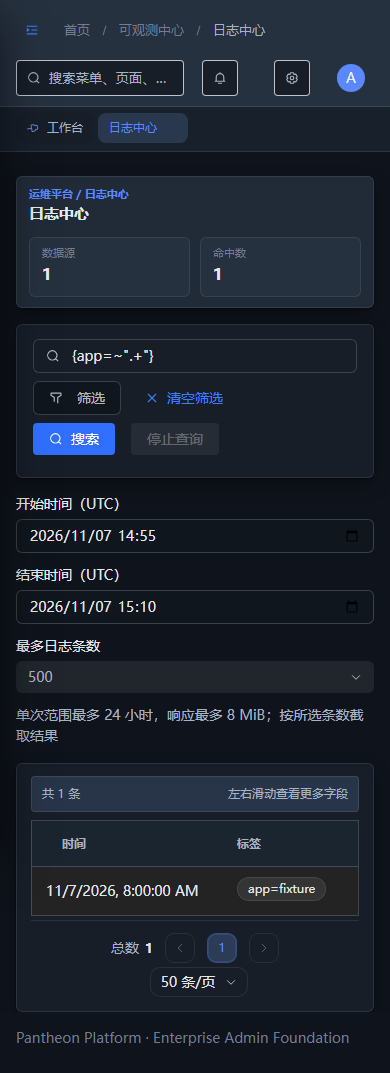 首页 / 可观测中心 / 日志中心
搜索菜单、页面、... A
工作台 日志中心
运维平台 / 日志中心
日志中心
数据源 命中数
1 1
{app=~".+"}
筛选 清空筛选
搜索 停止查询
开始时间（UTC）
2026/11/07 14:55
结束时间（UTC）
2026/11/07 15:10
最多日志条数
500
单次范围最多 24 小时，响应最多 8 MiB；按所选条数截
取结果
共 1 条 左右滑动查看更多字段
时间 标签
11/7/2026, 8:00:00 AM app=fixture
总数 1 1
50 条/页
Pantheon Platform · Enterprise Admin Foundation